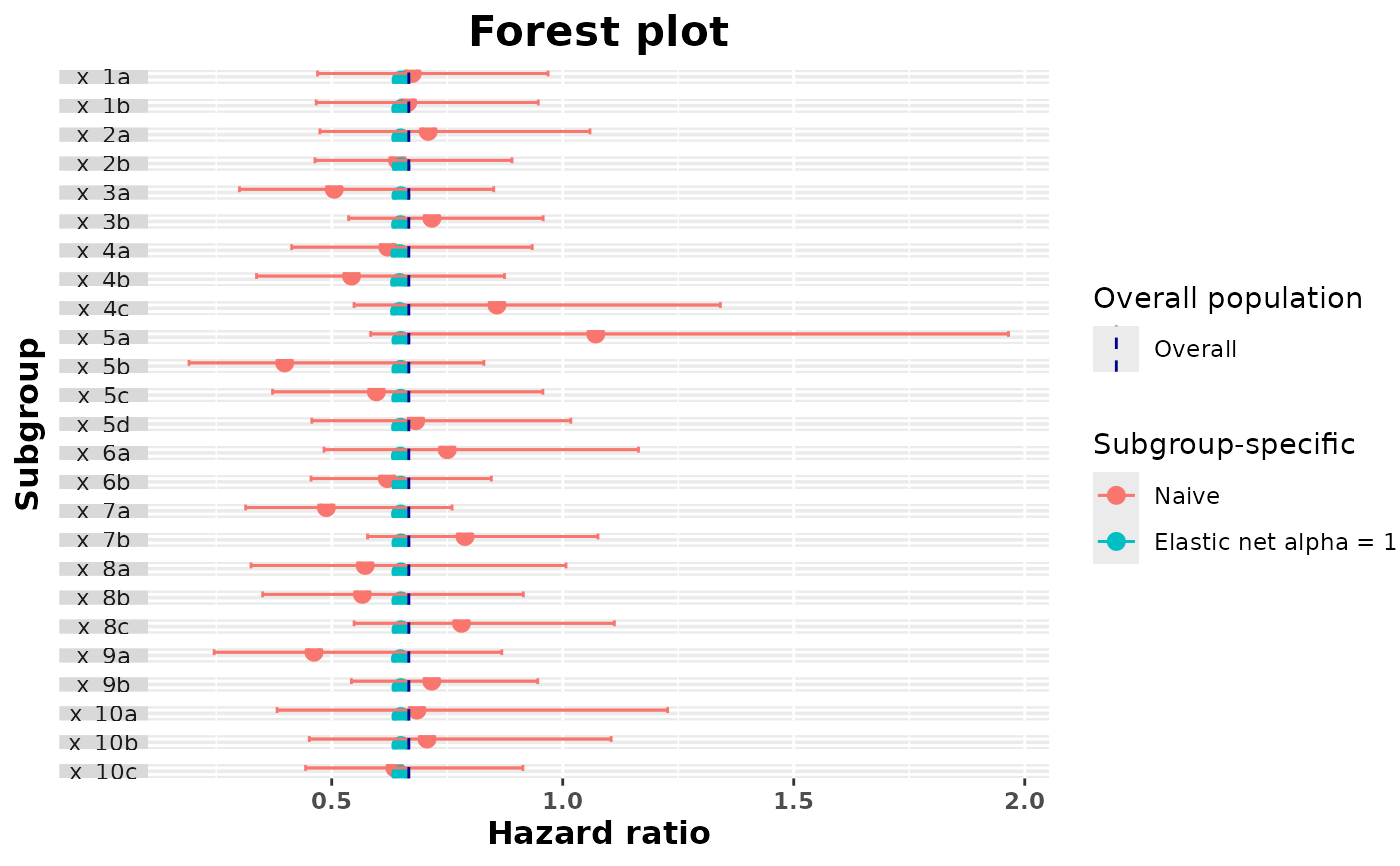 Forest plot
Subgroup
x_1a
x_1b
x_2a
x_2b
x_3a
x_3b
x_4a
x_4b
x_4c
x_5a
x_5b
x_5c
x_5d
x_6a
x_6b
x_7a
x_7b
x_8a
x_8b
x_8c
x_9a
x_9b
x_10a
x_10b
x_10c
0.5 1.0 1.5 2.0
Hazard ratio
Overall population
Overall
Subgroup-specific
Naive
Elastic net alpha = 1